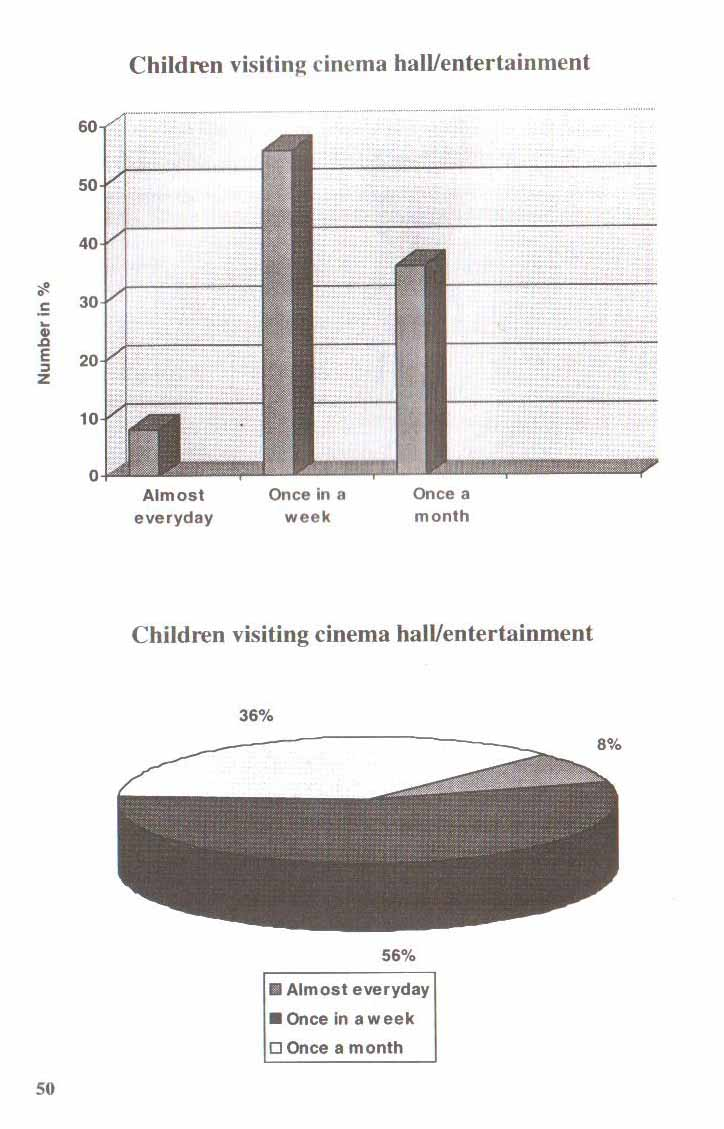 Children visiting cinema hall/entertainment
60
50
40
30
20
10
0
Number in %
Almost everyday
Once in a week
Once a month
Children visiting cinema hall/entertainment
36%
8%
56%
Almost everyday
Once in a week
Once a month
50